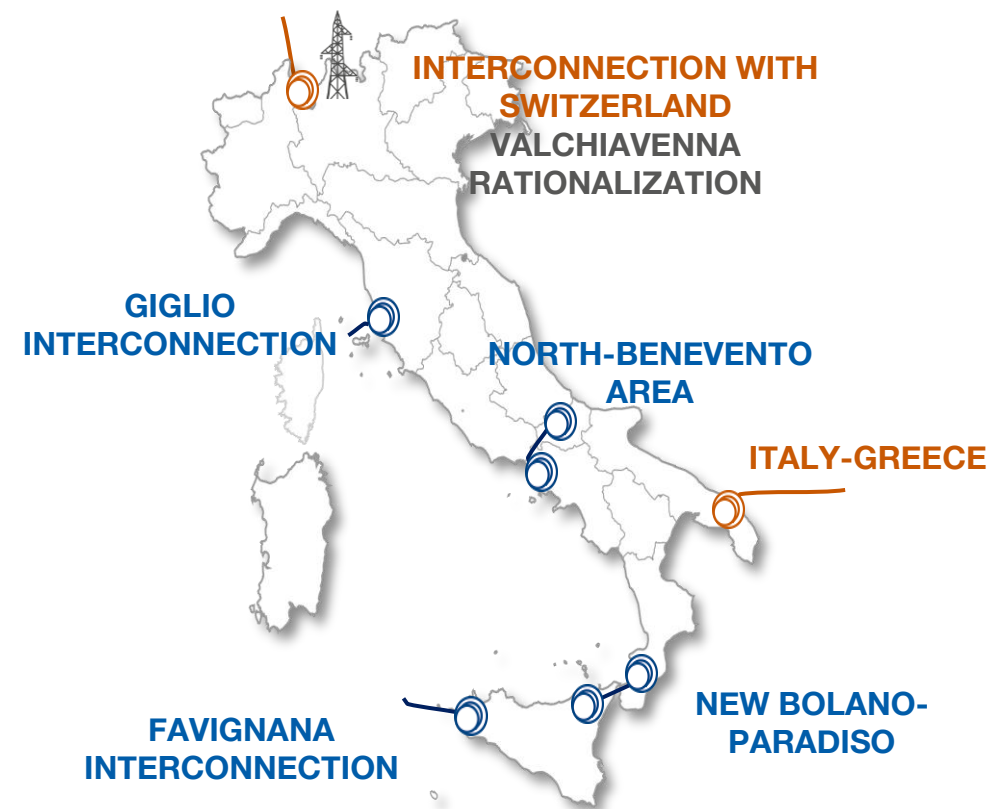 INTERCONNECTION WITH
SWITZERLAND
VALCHIAVENNA
RATIONALIZATION
GIGLIO
INTERCONNECTION
NORTH-BENEVENTO
AREA
ITALY-GREECE
NEW BOLANO-
PARADISO
FAVIGNANA
INTERCONNECTION